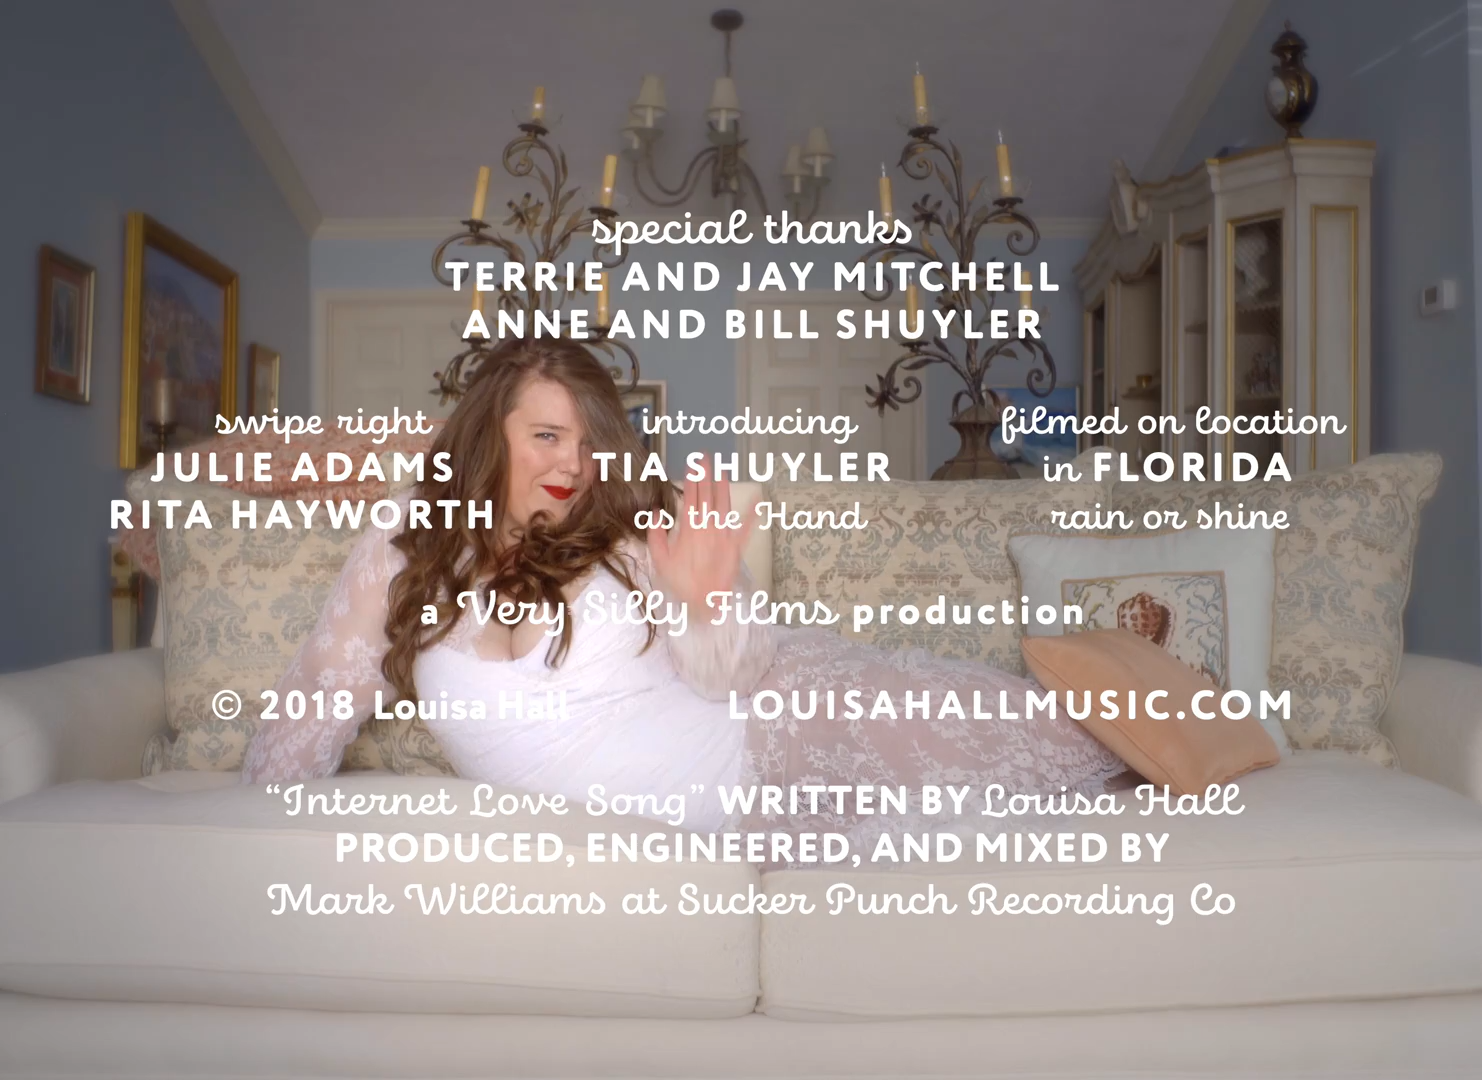 special thanks
TERRIE AND JAY MITCHELL
ANNE AND BILL SHUYLER
swipe right
JULIE ADAMS
RITA HAYWORTH
introducing
TIA SHUYLER
as the Hand
filmed on location
in FLORIDA
rain or shine
a Very Silly Films production
© 2018 Louisa Hall
LOUISAHALLMUSIC.COM
“Internet Love Song” WRITTEN BY Louisa Hall
PRODUCED, ENGINEERED, AND MIXED BY
Mark Williams at Sucker Punch Recording Co